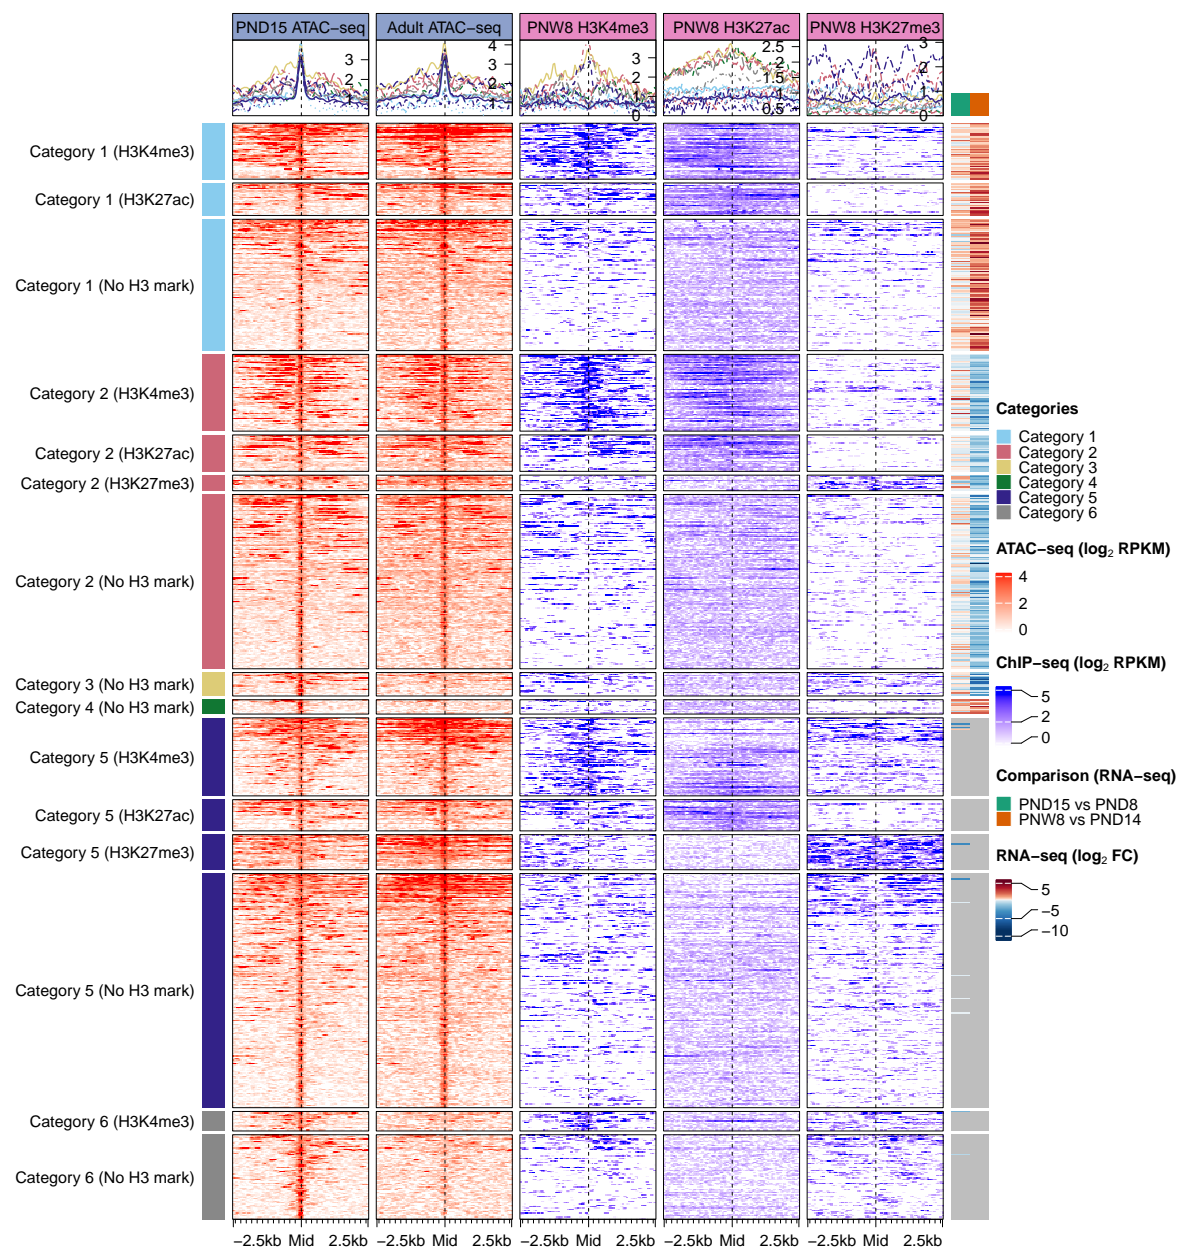 PND15 ATAC−seq
Adult ATAC−seq
PNW8 H3K4me3
PNW8 H3K27ac
PNW8 H3K27me3
3
2
1
4
3
2
1
3
2
1
0
2.5
2
1.5
1
0.5
3
2
1
0
Category 1 (H3K4me3)
Category 1 (H3K27ac)
Category 1 (No H3 mark)
Category 2 (H3K4me3)
Category 2 (H3K27ac)
Category 2 (H3K27me3)
Category 2 (No H3 mark)
Category 3 (No H3 mark)
Category 4 (No H3 mark)
Category 5 (H3K4me3)
Category 5 (H3K27ac)
Category 5 (H3K27me3)
Category 5 (No H3 mark)
Category 6 (H3K4me3)
Category 6 (No H3 mark)
−2.5kb Mid 2.5kb
−2.5kb Mid 2.5kb
−2.5kb Mid 2.5kb
−2.5kb Mid 2.5kb
−2.5kb Mid 2.5kb
Categories
Category 1
Category 2
Category 3
Category 4
Category 5
Category 6
ATAC−seq (log₂ RPKM)
4
2
0
ChIP−seq (log₂ RPKM)
5
2
0
Comparison (RNA−seq)
PND15 vs PND8
PNW8 vs PND14
RNA−seq (log₂ FC)
5
−5
−10